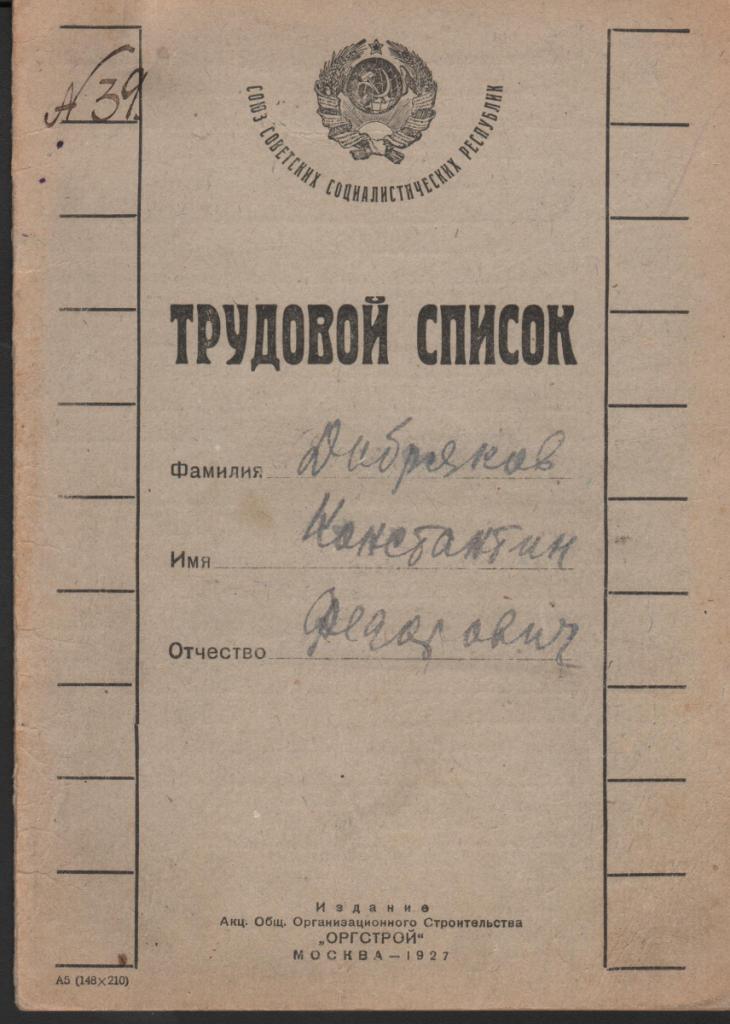 № 39.
СОЮЗ СОВЕТСКИХ СОЦИАЛИСТИЧЕСКИХ РЕСПУБЛИК
ТРУДОВОЙ СПИСОК
Фамилия Дибряков
Имя Константин
Отчество Федорович
Издание
Акц. Общ. Организационного Строительства
„ОРГСТРОЙ“
МОСКВА—1927
А5 (148×210)